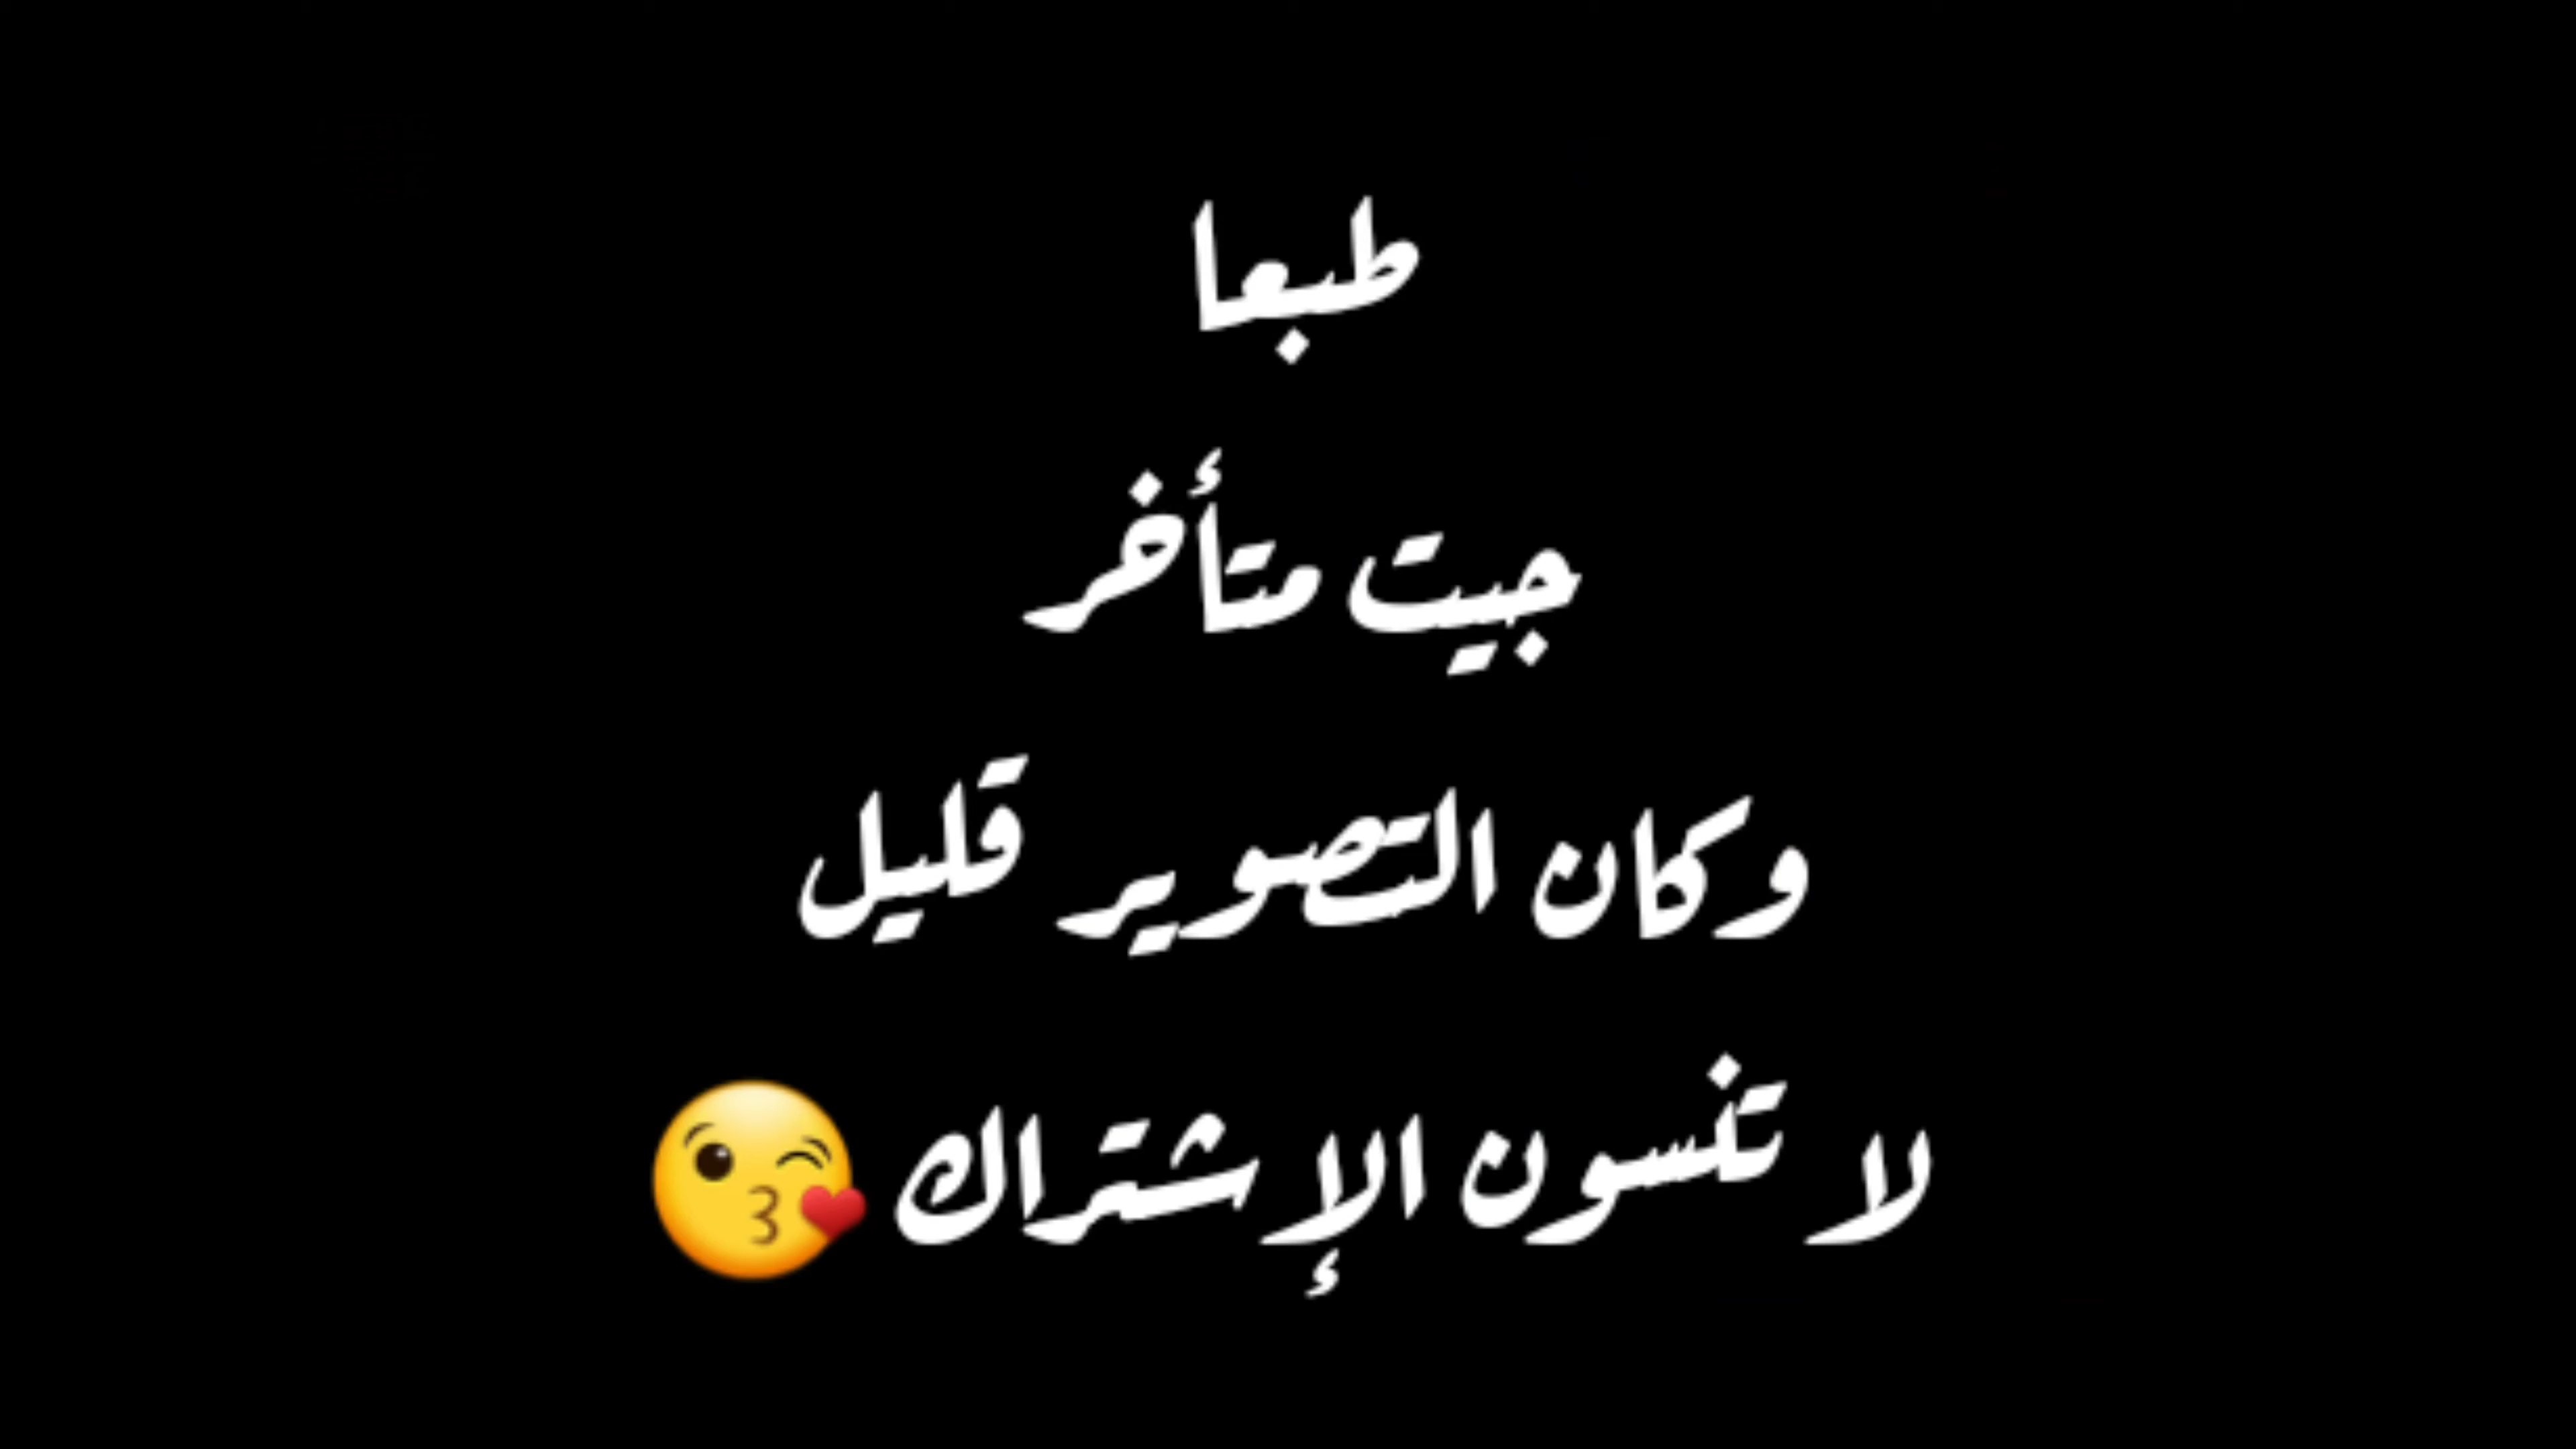 طبعا
جيت متأخر
وكان التصوير قليل
لا تنسون الإشتراك 😘